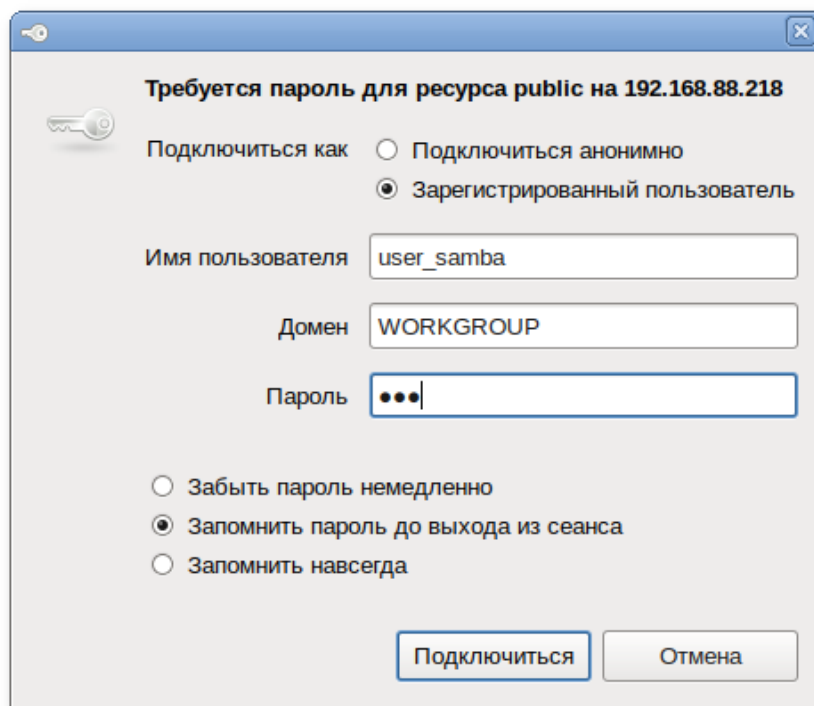 Требуется пароль для ресурса public на 192.168.88.218
Подключиться как
Подключиться анонимно
Зарегистрированный пользователь
Имя пользователя user_samba
Домен WORKGROUP
Пароль ●●●
Забыть пароль немедленно
Запомнить пароль до выхода из сеанса
Запомнить навсегда
Подключиться Отмена